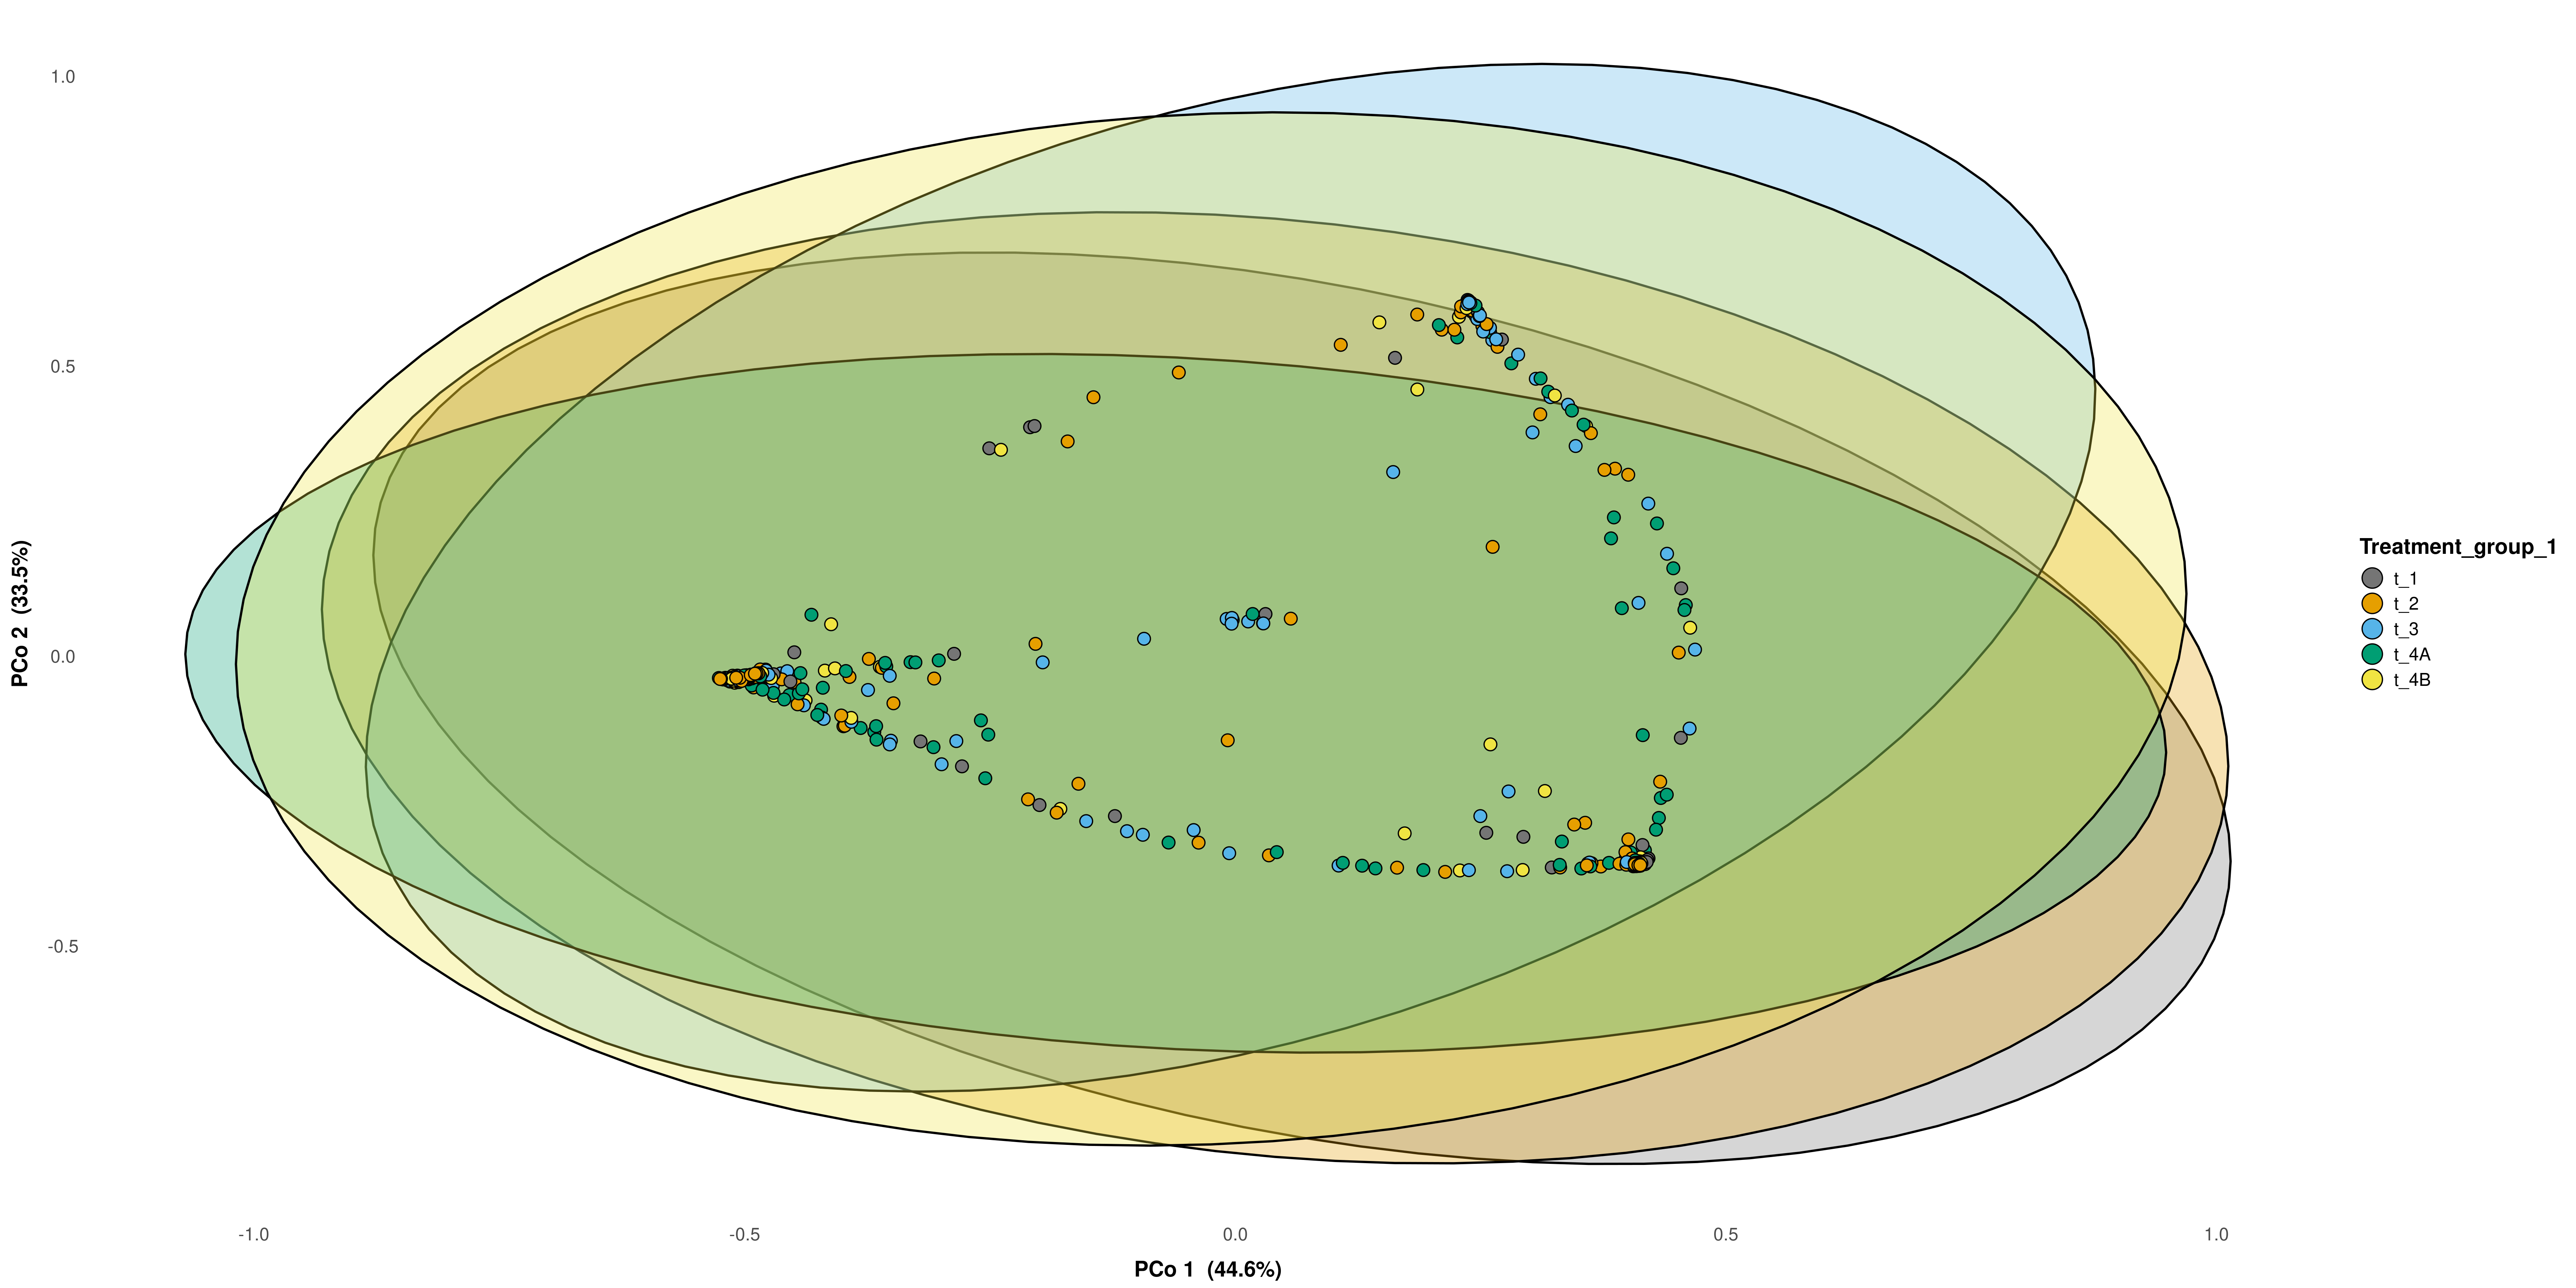 1.0
0.5
0.0
-0.5
PCo 2 (33.5%)
-1.0
-0.5
0.0
0.5
1.0
PCo 1 (44.6%)
Treatment_group_1
t_1
t_2
t_3
t_4A
t_4B